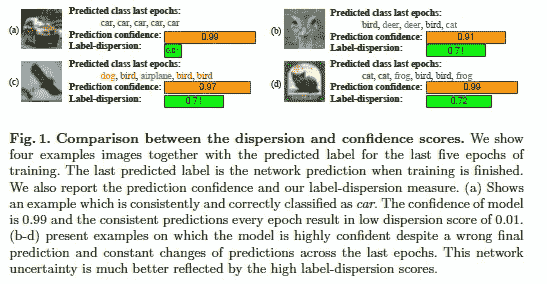 Predicted class last epochs:
car, car, car, car, car
(a) Prediction confidence: 0.99
Label-dispersion: 0.01
Predicted class last epochs:
bird, deer, deer, bird, cat
(b) Prediction confidence: 0.91
Label-dispersion: 0.71
Predicted class last epochs:
dog, bird, airplane, bird, bird
(c) Prediction confidence: 0.97
Label-dispersion: 0.71
Predicted class last epochs:
cat, cat, frog, bird, bird, frog
(d) Prediction confidence: 0.99
Label-dispersion: 0.72
Fig. 1. Comparison between the dispersion and confidence scores. We show
four examples images together with the predicted label for the last five epochs of
training. The last predicted label is the network prediction when training is finished.
We also report the prediction confidence and our label-dispersion measure. (a) Shows
an example which is consistently and correctly classified as car. The confidence of model
is 0.99 and the consistent predictions every epoch result in low dispersion score of 0.01.
(b-d) present examples on which the model is highly confident despite a wrong final
prediction and constant changes of predictions across the last epochs. This network
uncertainty is much better reflected by the high label-dispersion scores.